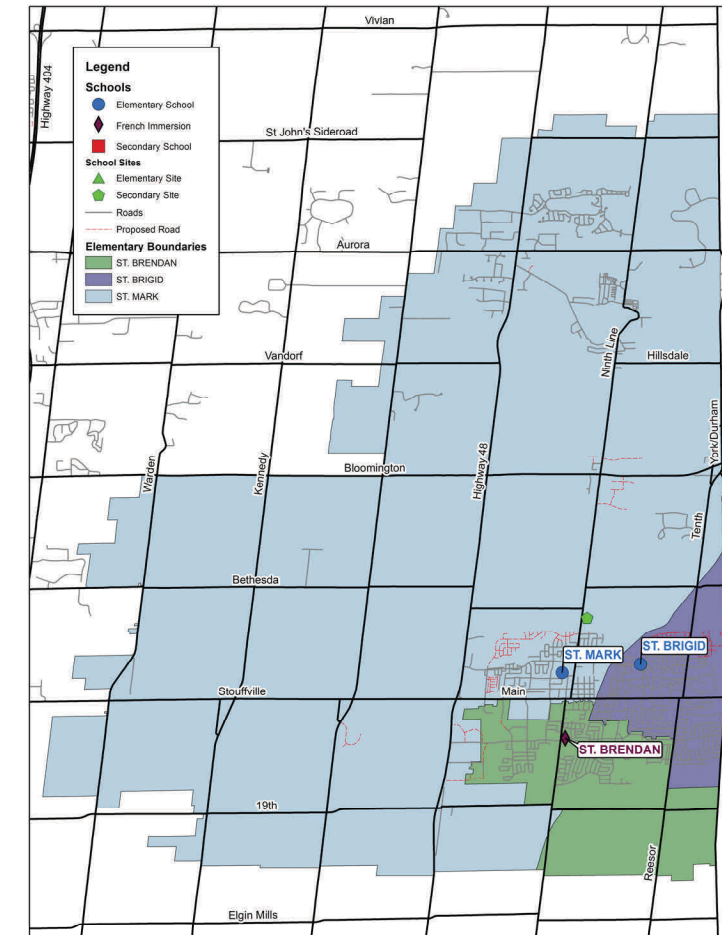 Vivian
Highway 404
Legend
Schools
Elementary School
French Immersion
Secondary School
School Sites
Elementary Site
Secondary Site
Roads
Proposed Road
Elementary Boundaries
ST. BRENDAN
ST. BRIGID
ST. MARK
St John's Sideroad
Aurora
Vandorf
Ninth Line
Hillsdale
York/Durham
Bloomington
Warden
Kennedy
Highway 48
Tenth
Bethesda
ST. MARK
ST. BRIGID
Stouffville
Main
ST. BRENDAN
19th
Reesor
Elgin Mills